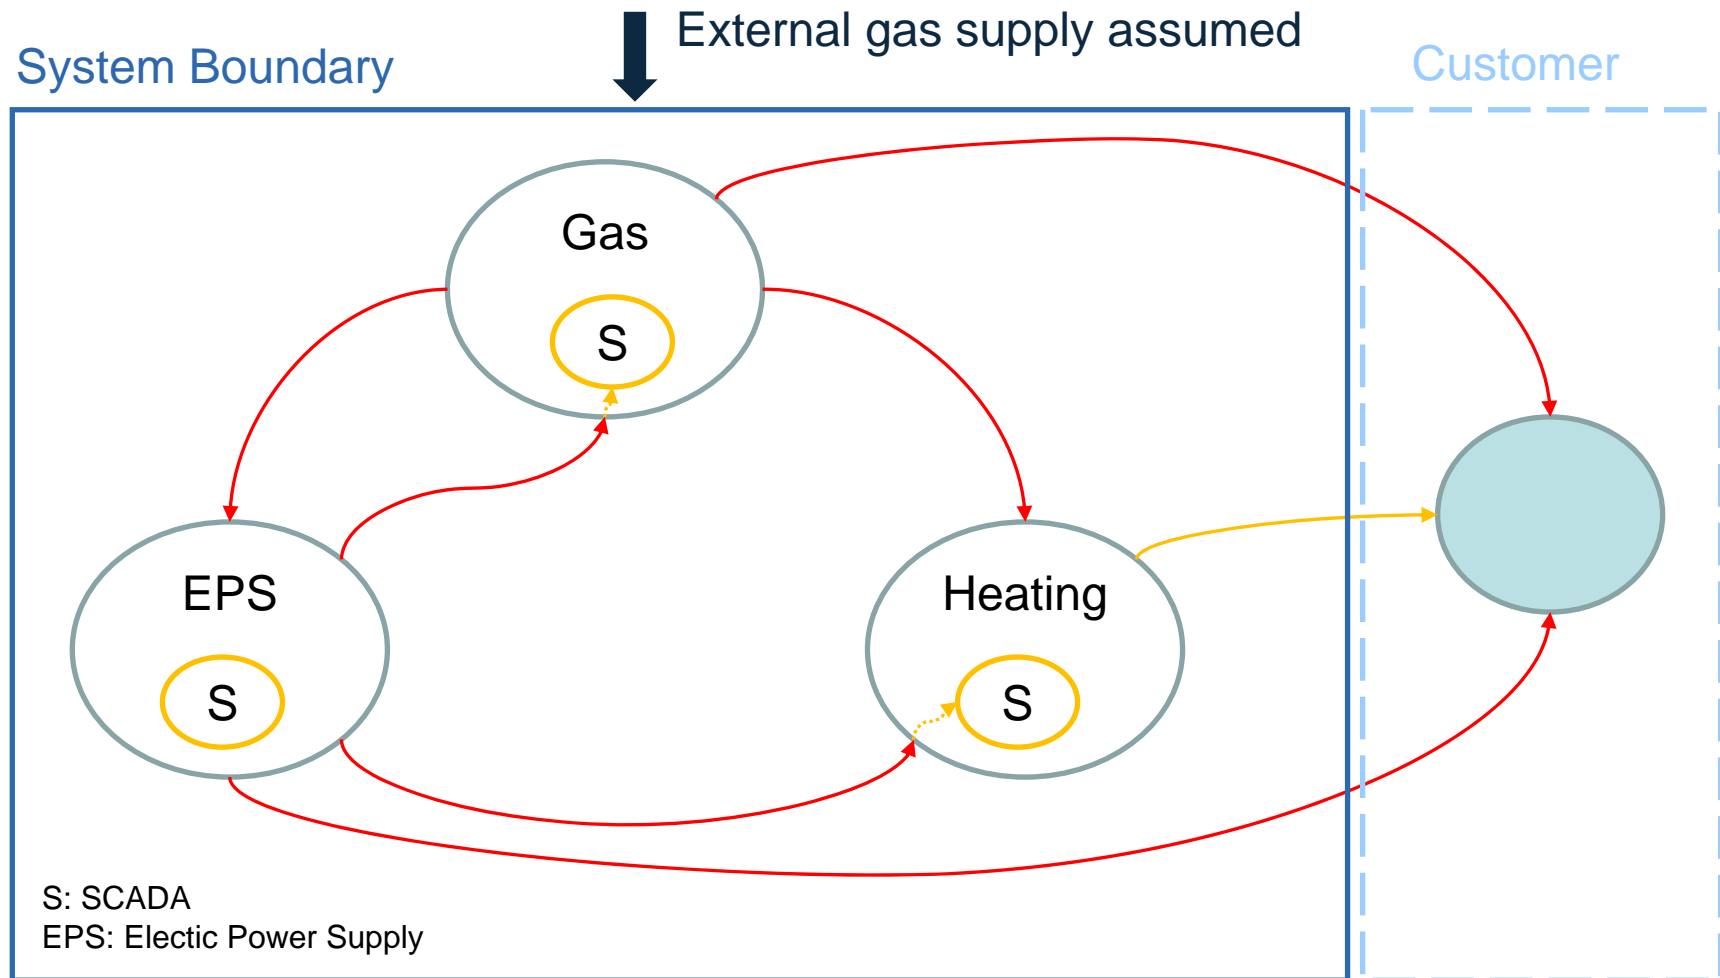 External gas supply assumed
System Boundary
Customer
Gas
S
EPS
Heating
S
S
S: SCADA
EPS: Electic Power Supply